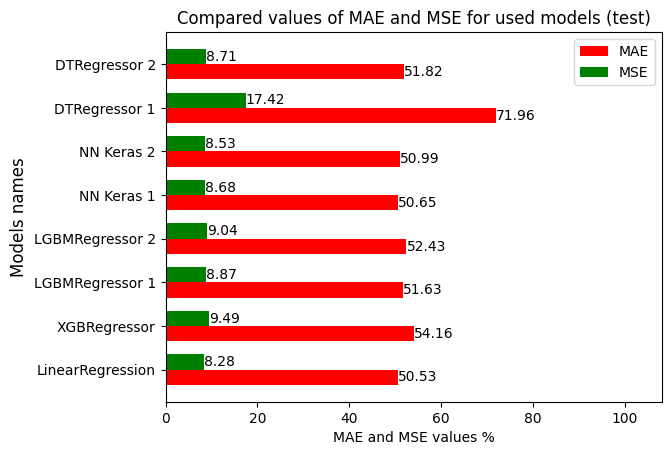 Compared values of MAE and MSE for used models (test)
MAE
MSE
Models names
DTRegressor 2
8.71
51.82
DTRegressor 1
17.42
71.96
NN Keras 2
8.53
50.99
NN Keras 1
8.68
50.65
LGBMRegressor 2
9.04
52.43
LGBMRegressor 1
8.87
51.63
XGBRegressor
9.49
54.16
LinearRegression
8.28
50.53
0 20 40 60 80 100
MAE and MSE values %